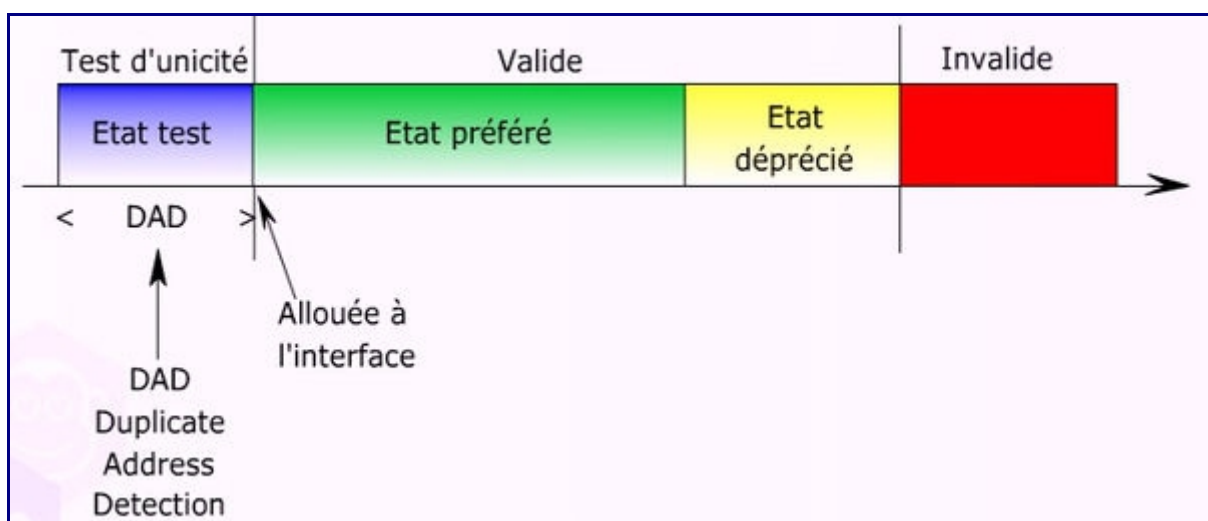 Test d'unicité
Valide
Invalide
Etat test
Etat préféré
Etat
déprécié
< DAD >
Allouée à
l'interface
DAD
Duplicate
Address
Detection